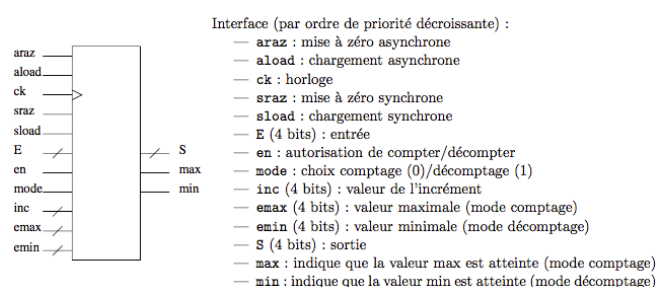 Interface (par ordre de priorité décroissante) :
— araz : mise à zéro asynchrone
— aload : chargement asynchrone
— ck : horloge
— sraz : mise à zéro synchrone
— sload : chargement synchrone
— E (4 bits) : entrée
— en : autorisation de compter/décompter
— mode : choix comptage (0)/décomptage (1)
— inc (4 bits) : valeur de l'incrément
— emax (4 bits) : valeur maximale (mode comptage)
— emin (4 bits) : valeur minimale (mode décomptage)
— S (4 bits) : sortie
— max : indique que la valeur max est atteinte (mode comptage)
— min : indique que la valeur min est atteinte (mode décomptage)
araz
aload
ck
sraz
sload
E
en
mode
inc
emax
emin
S
max
min